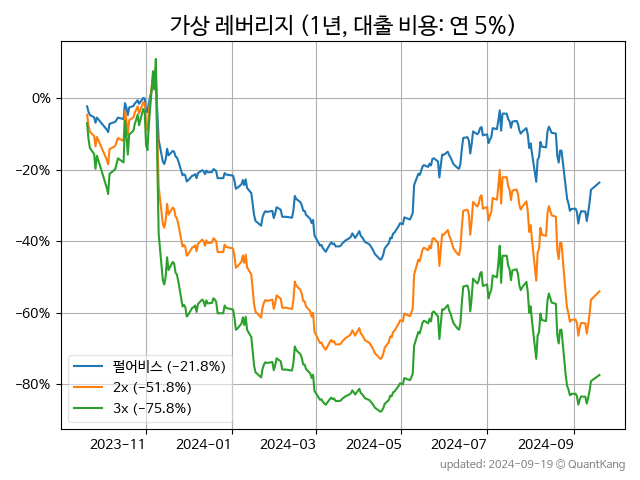 가상 레버리지 (1년, 대출 비용: 연 5%)
0%
−20%
−40%
−60%
−80%
펄어비스 (−21.8%)
2x (−51.8%)
3x (−75.8%)
2023-11
2024-01
2024-03
2024-05
2024-07
2024-09
updated: 2024-09-19 © QuantKang